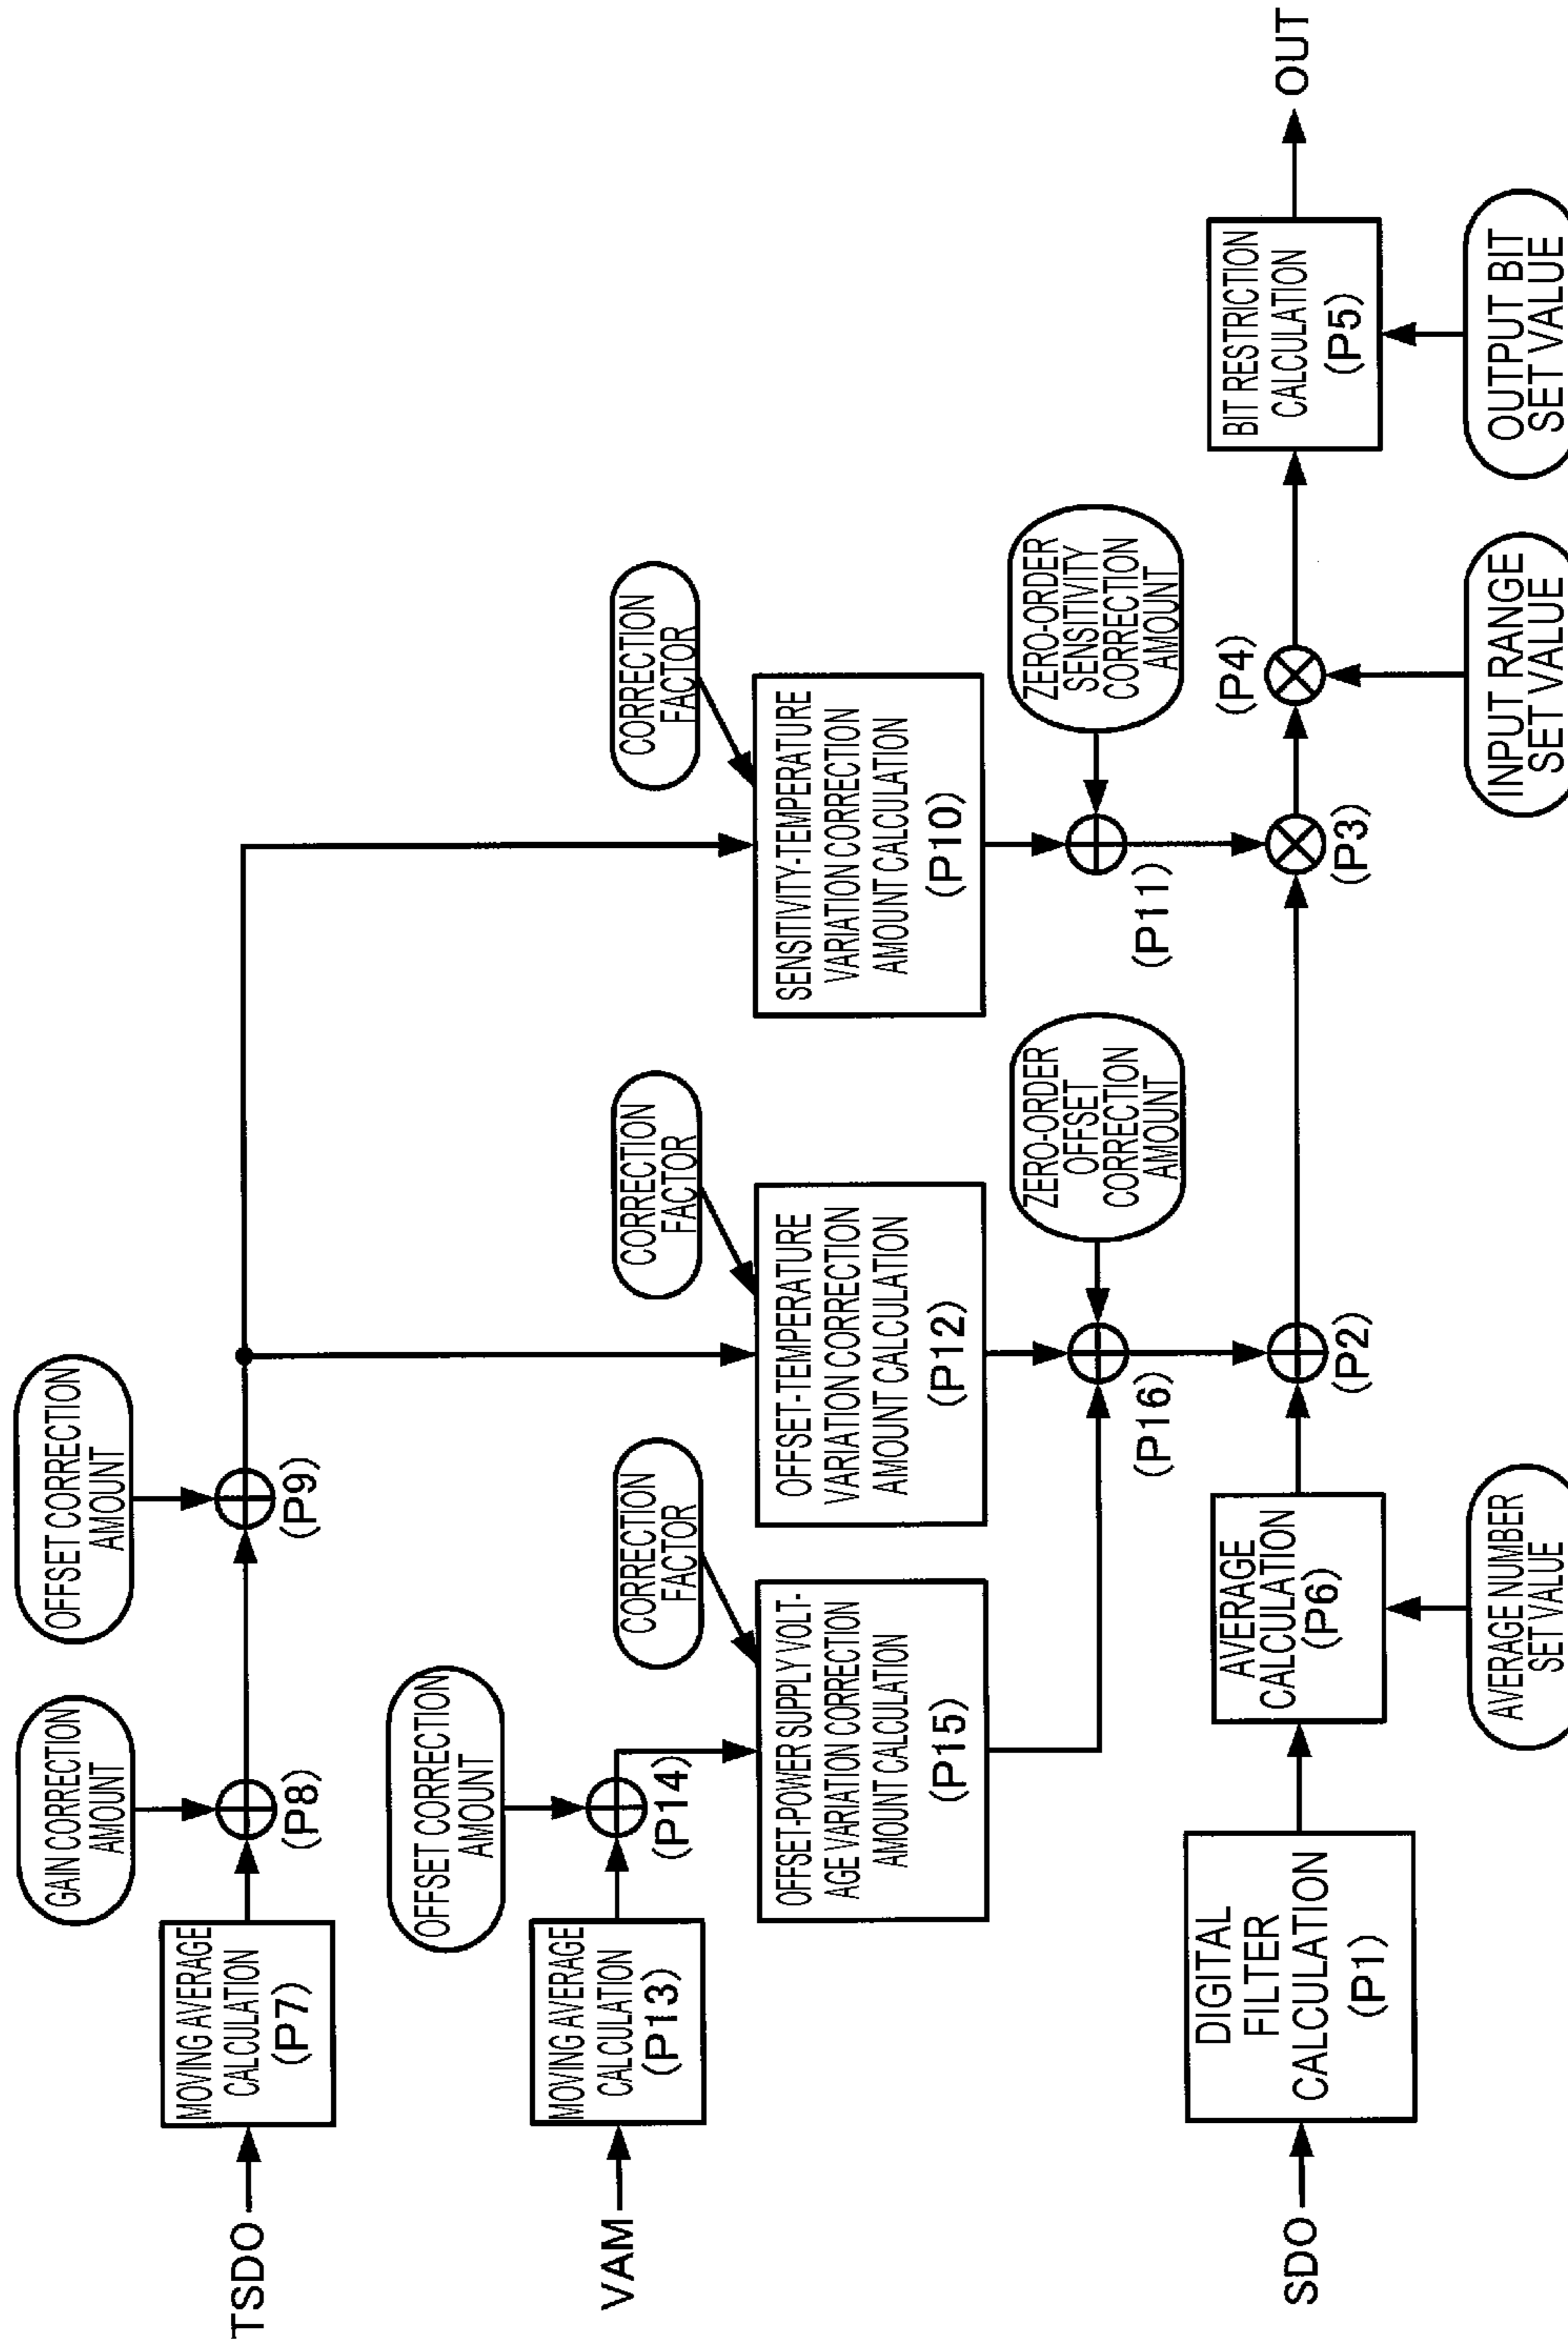 GAIN CORRECTION
AMOUNT
OFFSET CORRECTION
AMOUNT
TSDO
MOVING AVERAGE
CALCULATION
(P7)
(P8)
(P9)
OFFSET CORRECTION
AMOUNT
VAM
MOVING AVERAGE
CALCULATION
(P13)
(P14)
CORRECTION
FACTOR
CORRECTION
FACTOR
CORRECTION
FACTOR
OFFSET-POWER SUPPLY VOLT-
AGE VARIATION CORRECTION
AMOUNT CALCULATION
(P15)
OFFSET-TEMPERATURE
VARIATION CORRECTION
AMOUNT CALCULATION
(P12)
SENSITIVITY-TEMPERATURE
VARIATION CORRECTION
AMOUNT CALCULATION
(P10)
ZERO-ORDER
OFFSET
CORRECTION
AMOUNT
ZERO-ORDER
SENSITIVITY
CORRECTION
AMOUNT
(P16)
(P11)
SDO
DIGITAL
FILTER
CALCULATION
(P1)
AVERAGE
CALCULATION
(P6)
(P2)
(P3)
(P4)
BIT RESTRICTION
CALCULATION
(P5)
OUT
AVERAGE NUMBER
SET VALUE
INPUT RANGE
SET VALUE
OUTPUT BIT
SET VALUE